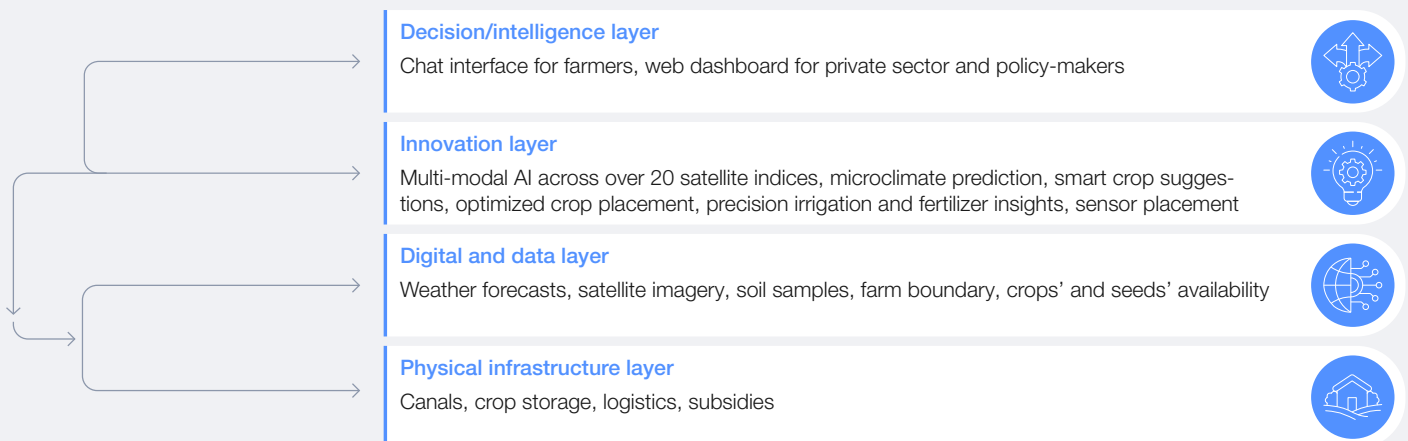 Decision/intelligence layer
Chat interface for farmers, web dashboard for private sector and policy-makers
Innovation layer
Multi-modal AI across over 20 satellite indices, microclimate prediction, smart crop sugges-
tions, optimized crop placement, precision irrigation and fertilizer insights, sensor placement
Digital and data layer
Weather forecasts, satellite imagery, soil samples, farm boundary, crops’ and seeds’ availability
Physical infrastructure layer
Canals, crop storage, logistics, subsidies